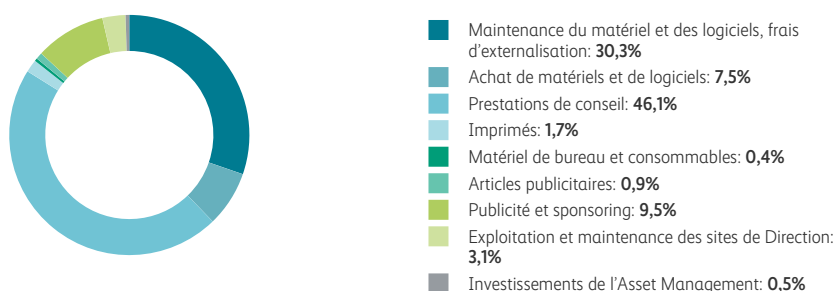 Maintenance du matériel et des logiciels, frais
d’externalisation: 30,3%
Achat de matériels et de logiciels: 7,5%
Prestations de conseil: 46,1%
Imprimés: 1,7%
Matériel de bureau et consommables: 0,4%
Articles publicitaires: 0,9%
Publicité et sponsoring: 9,5%
Exploitation et maintenance des sites de Direction:
3,1%
Investissements de l’Asset Management: 0,5%